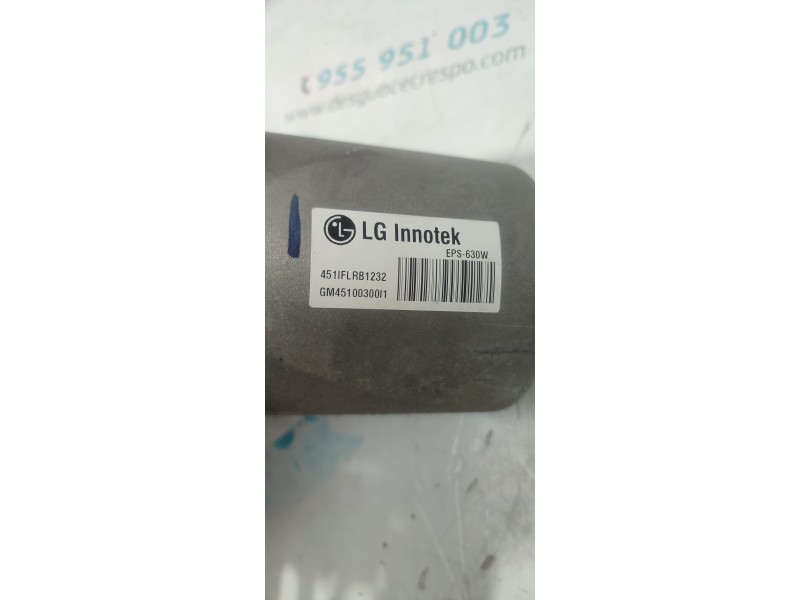 955 951 003
www.desguacecrespo.com
LG Innotek
EPS-630W
451IFLRB1232
GM45100300I1